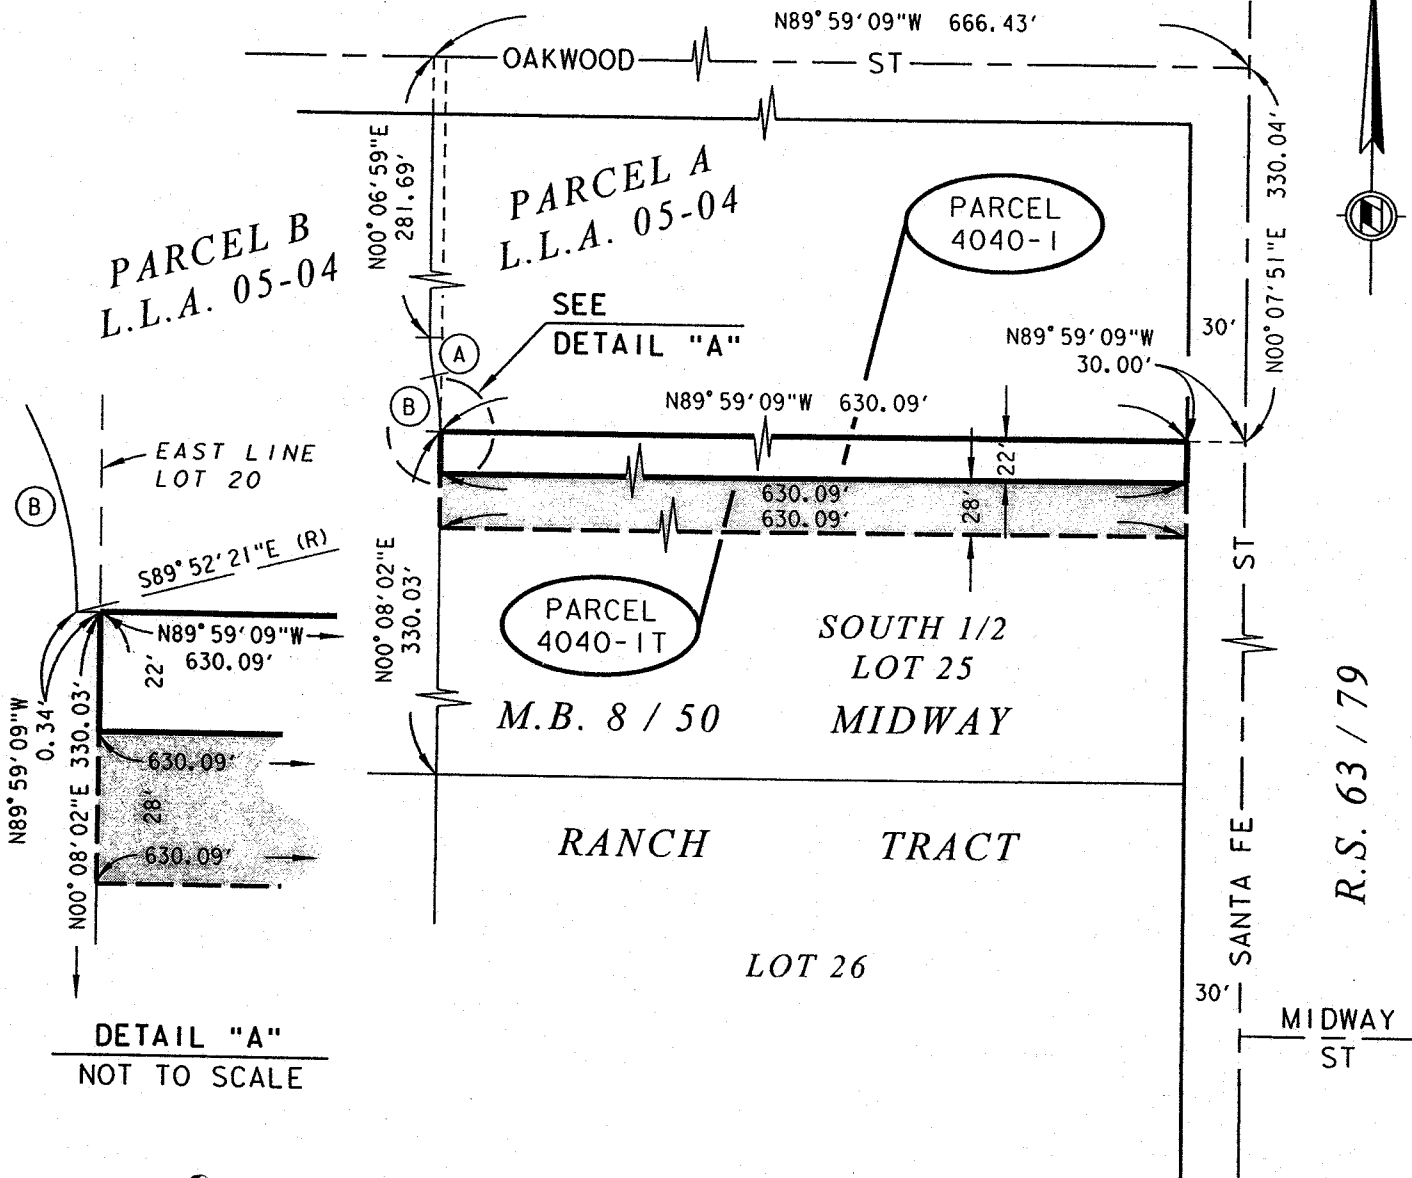 N89°59'09"W 666.43'
OAKWOOD ST
N00°06'59"E
281.69'
PARCEL A
L.L.A. 05-04
PARCEL B
L.L.A. 05-04
PARCEL
4040-1
N00°07'51"E 330.04'
30'
N89°59'09"W
30.00'
SEE
DETAIL "A"
A
B
N89°59'09"W 630.09'
22'
630.09'
630.09'
28'
EAST LINE
LOT 20
B
S89°52'21"E (R)
N89°59'09"W
630.09'
22'
N89°59'09"W
0.34'
N00°08'02"E 330.03'
630.09'
28'
630.09'
DETAIL "A"
NOT TO SCALE
N00°08'02"E
330.03'
PARCEL
4040-1T
SOUTH 1/2
LOT 25
M.B. 8 / 50 MIDWAY
RANCH TRACT
LOT 26
SANTA FE ST
30'
R.S. 63 / 79
MIDWAY
ST